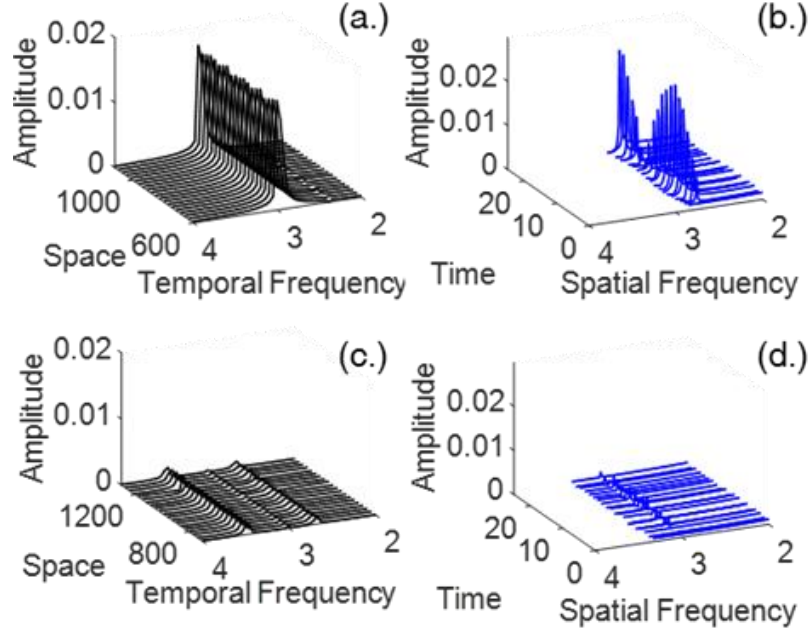 (a.)
Amplitude
0.02
0.01
0
1000
600
Space
4
3
2
Temporal Frequency
(b.)
Amplitude
0.02
0.01
0
20
10
0
Time
4
3
2
Spatial Frequency
(c.)
Amplitude
0.02
0.01
0
1200
800
Space
4
3
2
Temporal Frequency
(d.)
Amplitude
0.02
0.01
0
20
10
0
Time
4
3
2
Spatial Frequency